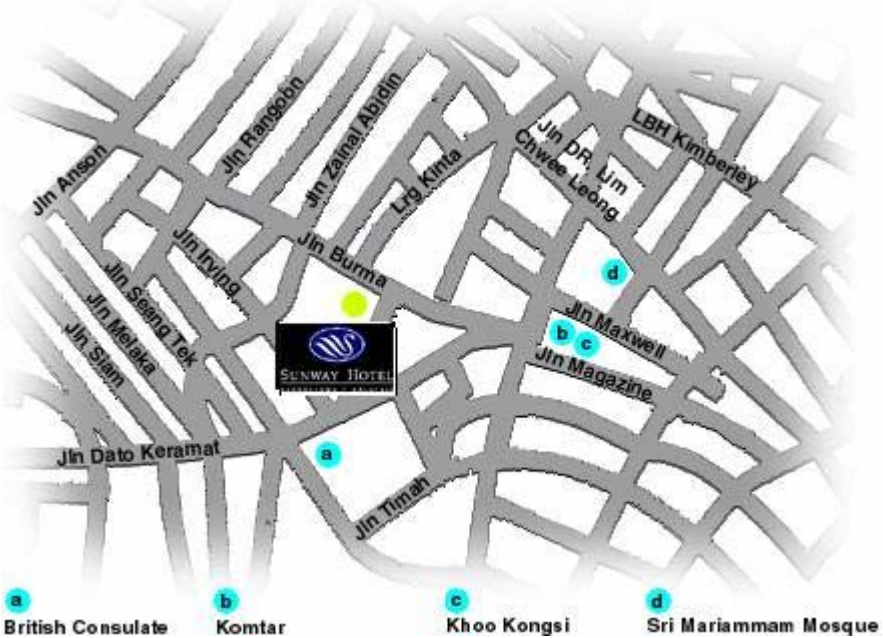 Jln Anson
Jln Rangoon
Jln Zainal Abidin
Lrg Kinta
Jln DR. Lim
Chwee Leong
LBH Kimberley
Jln Burma
Jln Irving
Jln Seang Tek
Jln Melaka
Jln Siam
SUNWAY HOTEL
d
Jln Maxwell
b
c
Jln Magazine
Jln Dato Keramat
a
Jln Timah
a
British Consulate
b
Komtar
c
Khoo Kongsi
d
Sri Mariammam Mosque